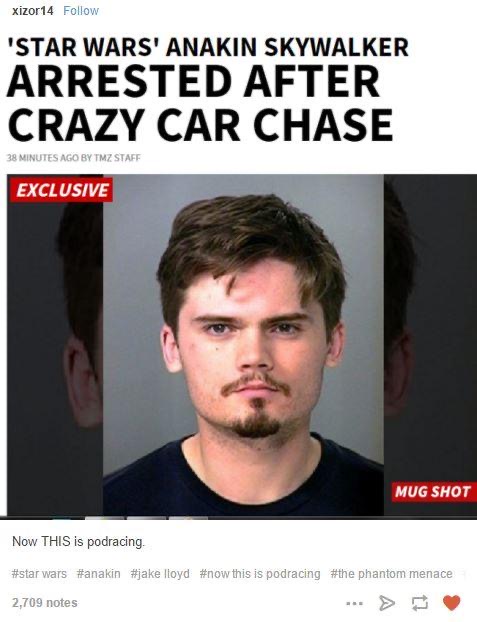 xizor14 Follow
'STAR WARS' ANAKIN SKYWALKER
ARRESTED AFTER
CRAZY CAR CHASE
38 MINUTES AGO BY TMZ STAFF
EXCLUSIVE
MUG SHOT
Now THIS is podracing.
#star wars #anakin #jake lloyd #now this is podracing #the phantom menace
2,709 notes